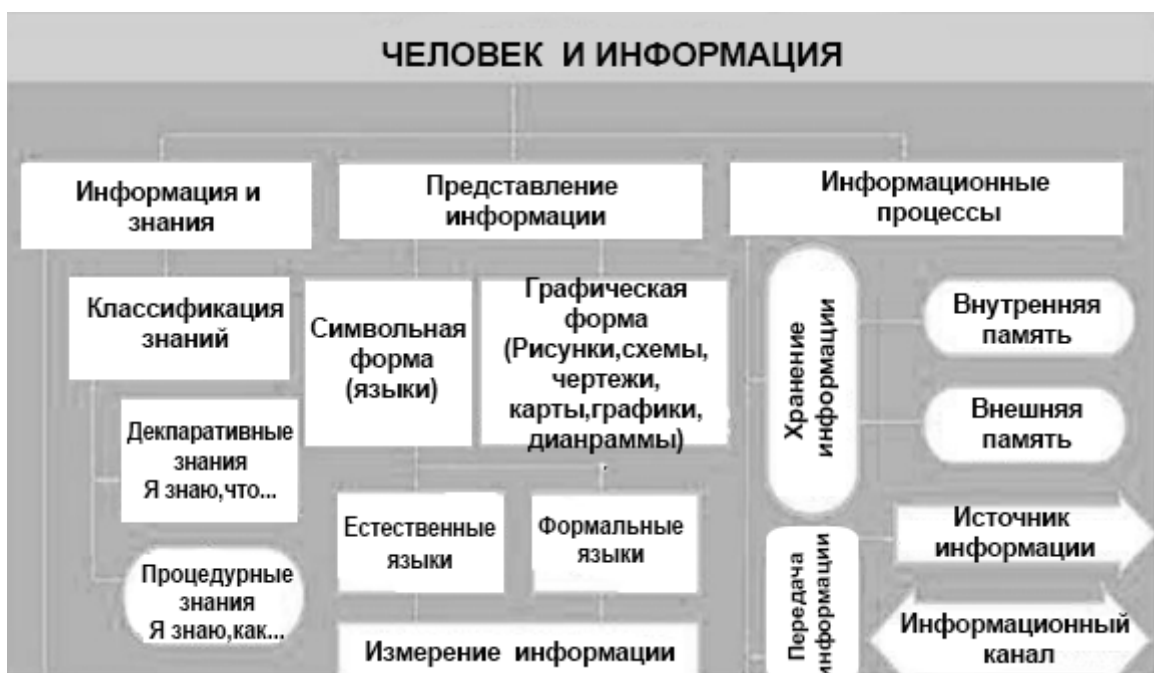 ЧЕЛОВЕК И ИНФОРМАЦИЯ
Информация и
знания
Представление
информации
Информационные
процессы
Классификация
знаний
Декпаративные
знания
Я знаю,что...
Процедурные
знания
Я знаю,как...
Символьная
форма
(языки)
Графическая
форма
(Рисунки,схемы,
чертежи,
карты,графики,
дианраммы)
Естественные
языки
Формальные
языки
Измерение информации
Хранение
информации
Внутренняя
память
Внешняя
память
Передача
информации
Источник
информации
Информационный
канал